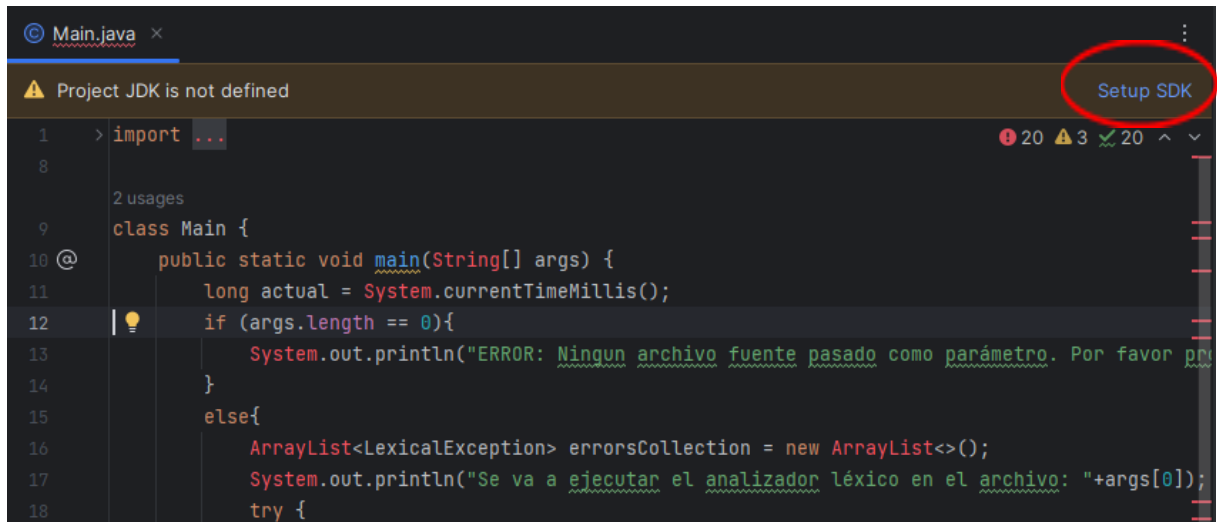 Main.java
Project JDK is not defined Setup SDK
1 import ... 20 3 20
8
2 usages
9 class Main {
10 @ public static void main(String[] args) {
11 long actual = System.currentTimeMillis();
12 if (args.length == 0){
13 System.out.println("ERROR: Ningun archivo fuente pasado como parámetro. Por favor
14 }
15 else{
16 ArrayList<LexicalException> errorsCollection = new ArrayList<>();
17 System.out.println("Se va a ejecutar el analizador léxico en el archivo: "+args[0]);
18 try {